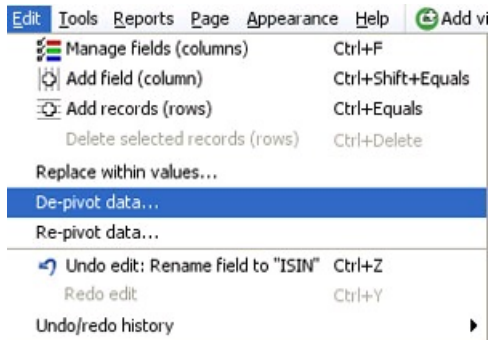 Edit Tools Reports Page Appearance Help Add vi
Manage fields (columns) Ctrl+F
Add field (column) Ctrl+Shift+Equals
Add records (rows) Ctrl+Equals
Delete selected records (rows) Ctrl+Delete
Replace within values...
De-pivot data...
Re-pivot data...
Undo edit: Rename field to "ISIN" Ctrl+Z
Redo edit Ctrl+Y
Undo/redo history